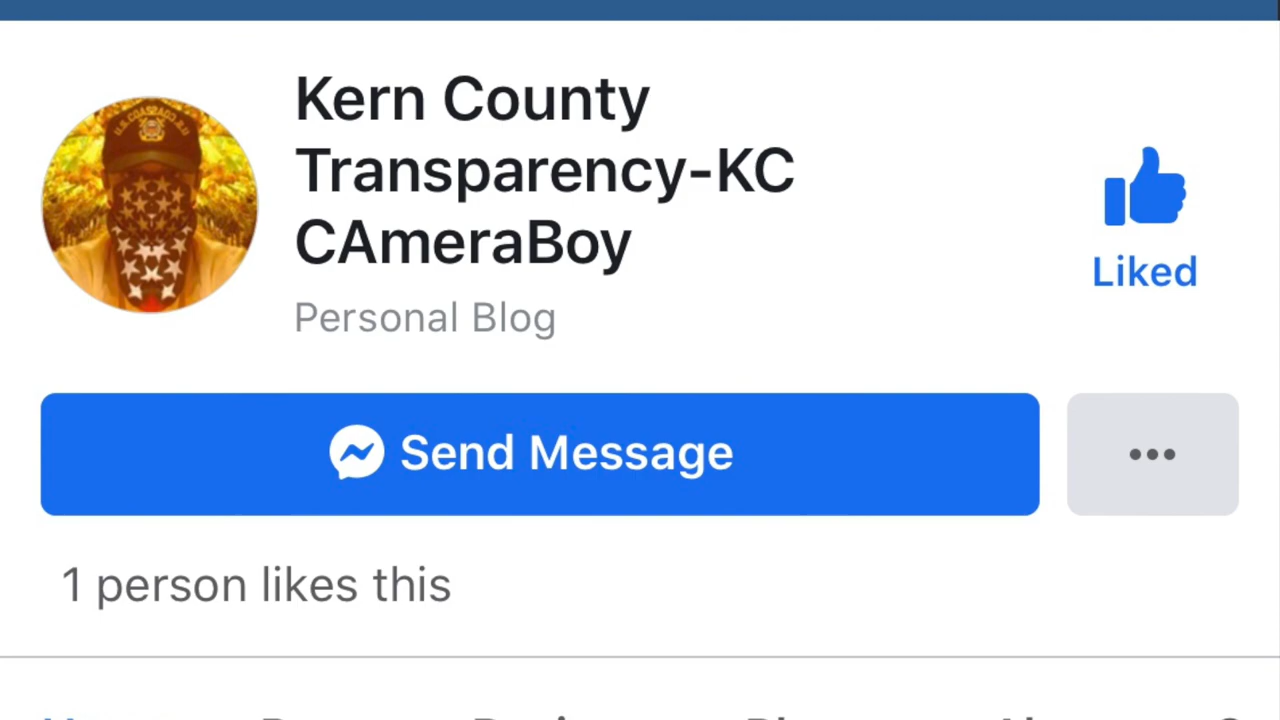 Kern County
Transparency-KC
CAmeraBoy
Personal Blog
Liked
Send Message
1 person likes this